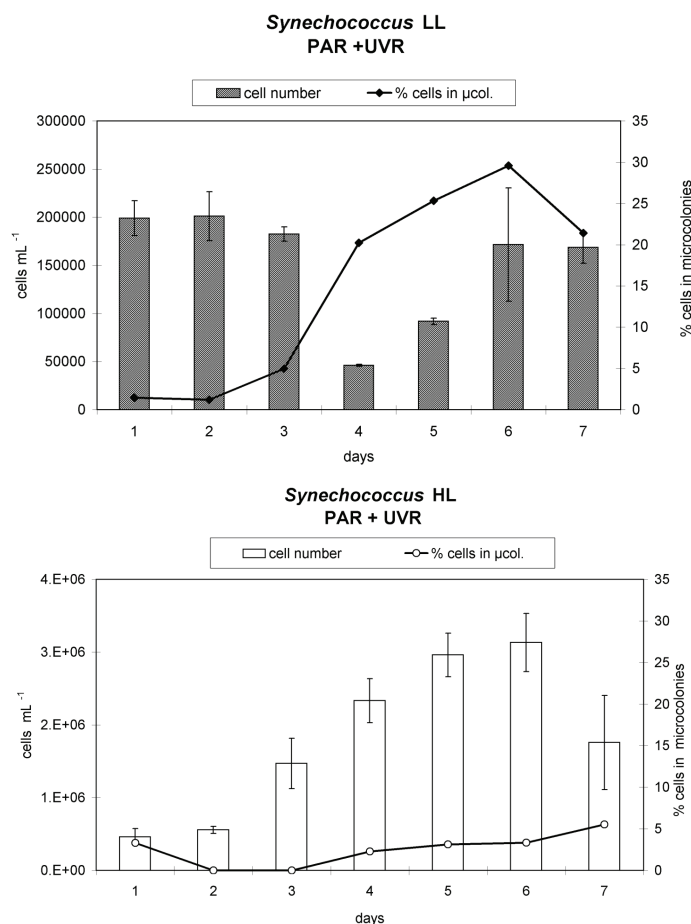 Synechococcus LL
PAR +UVR
cell number % cells in µcol.
300000 35
250000 30
200000 25
150000 20
100000 15
50000 10
0 5
0
cells mL -1
% cells in microcolonies
1 2 3 4 5 6 7
days
Synechococcus HL
PAR + UVR
cell number % cells in µcol.
4.E+06 35
3.E+06 30
2.E+06 25
1.E+06 20
0.E+00 15
10
5
0
cells mL -1
% cells in microcolonies
1 2 3 4 5 6 7
days